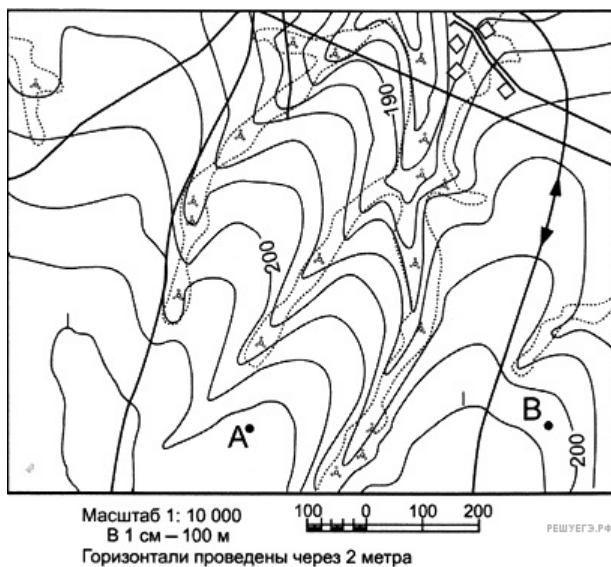 190
200
A
B
200
Масштаб 1: 10 000
В 1 см – 100 м
Горизонтали проведены через 2 метра
100 0 100 200
РЕШУЕГЭ.РФ